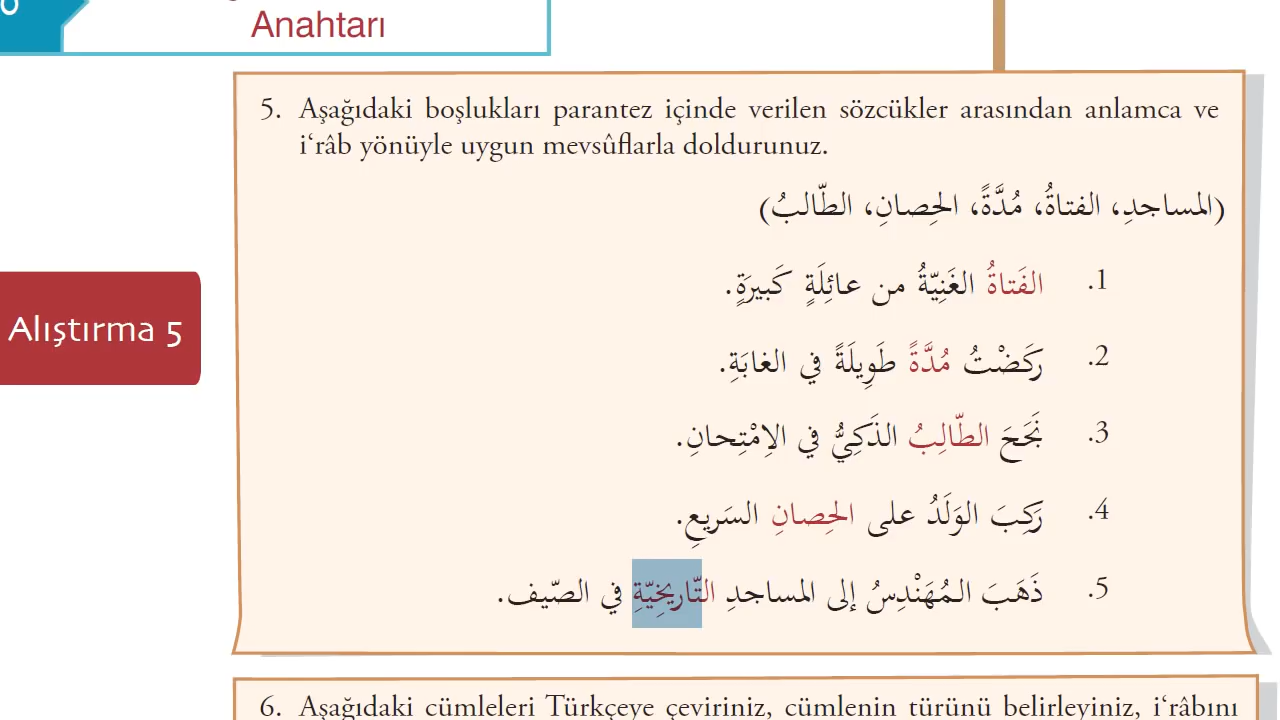 Anahtarı
5. Aşağıdaki boşlukları parantez içinde verilen sözcükler arasından anlamca ve
i‘râb yönüyle uygun mevsûflarla doldurunuz.
(المساجدِ، الفتاةُ، مُدَّةً، الحِصانِ، الطّالبُ)
1. الفَتاةُ الغَنِيّةُ من عائِلَةٍ كَبيرَةٍ.
2. رَكَضْتُ مُدَّةً طَوِيلَةً في الغابَةِ.
Alıştırma 5
3. نَجَحَ الطّالِبُ الذَكِيُّ في الاِمْتِحانِ.
4. رَكِبَ الوَلَدُ على الحِصانِ السَريعِ.
5. ذَهَبَ المُهَنْدِسُ إلى المساجدِ التّاريخِيّةِ في الصّيف.
6. Aşağıdaki cümleleri Türkçeye çeviriniz, cümlenin türünü belirleyiniz, i‘râbını